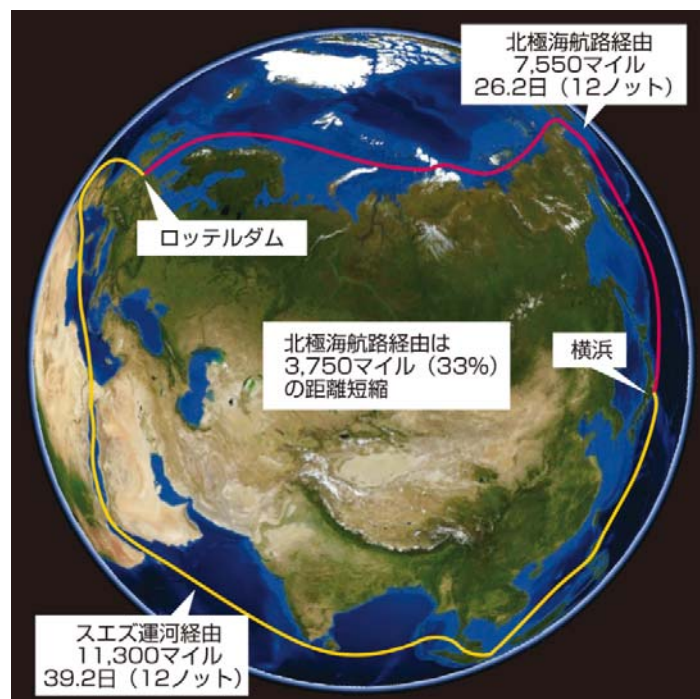 北極海航路経由
7,550マイル
26.2日（12ノット）
ロッテルダム
北極海航路経由は
3,750マイル（33%）
の距離短縮
横浜
スエズ運河経由
11,300マイル
39.2日（12ノット）